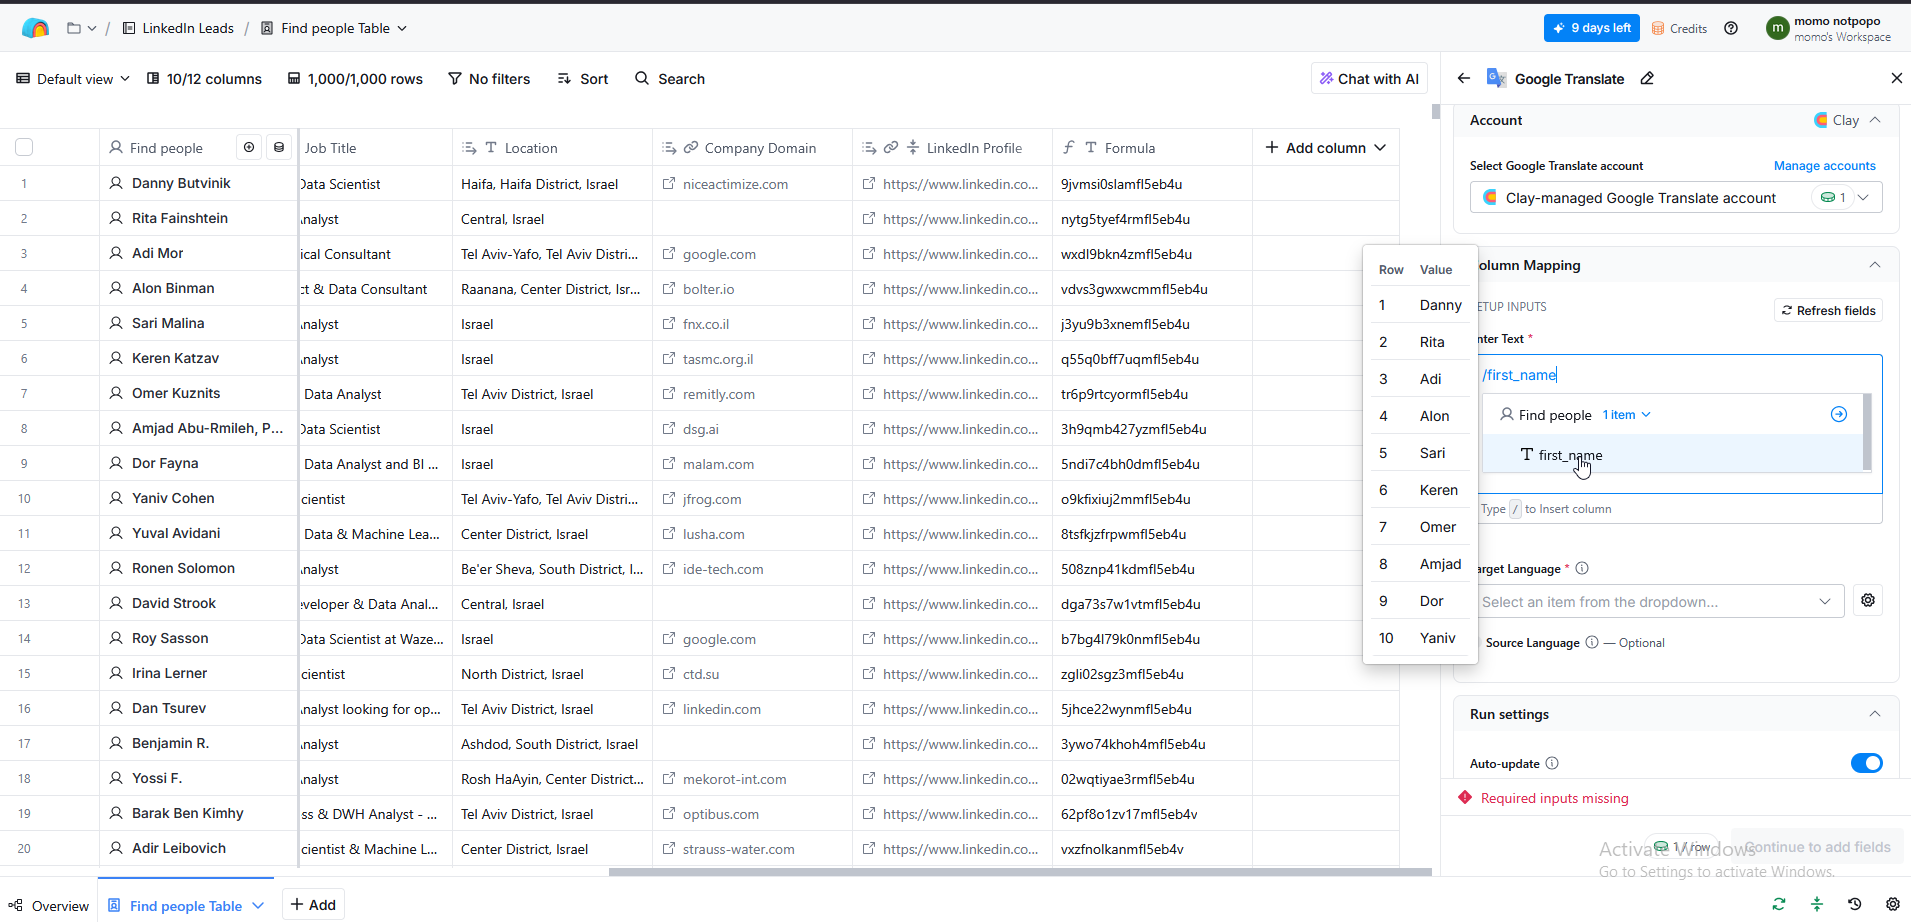 LinkedIn Leads / Find people Table
9 days left
Credits
m
momo notpopo
momo's Workspace
Default view
10/12 columns
1,000/1,000 rows
No filters
Sort
Search
Chat with AI
Find people Job Title Location Company Domain LinkedIn Profile Formula Add column
1 Danny Butvinik Data Scientist Haifa, Haifa District, Israel niceactimize.com https://www.linkedin.co... 9jvmsi0slamfl5eb4u
2 Rita Fainshtein Analyst Central, Israel https://www.linkedin.co... nytg5tyef4rmfl5eb4u
3 Adi Mor ical Consultant Tel Aviv-Yafo, Tel Aviv Distri... google.com https://www.linkedin.co... wxdl9bkn4zmfl5eb4u
4 Alon Binman ct & Data Consultant Raanana, Center District, Isr... bolter.io https://www.linkedin.co... vdvs3gwxwcmmfl5eb4u
5 Sari Malina Analyst Israel fnx.co.il https://www.linkedin.co... j3yu9b3xnemfl5eb4u
6 Keren Katzav Analyst Israel tasmc.org.il https://www.linkedin.co... q55q0bff7uqmfl5eb4u
7 Omer Kuznits Data Analyst Tel Aviv District, Israel remitly.com https://www.linkedin.co... tr6p9rtcyormfl5eb4u
8 Amjad Abu-Rmileh, P... Data Scientist Israel dsg.ai https://www.linkedin.co... 3h9qmb427yzmfl5eb4u
9 Dor Fayna Data Analyst and BI ... Israel malam.com https://www.linkedin.co... 5ndi7c4bh0dmfl5eb4u
10 Yaniv Cohen cientist Tel Aviv-Yafo, Tel Aviv Distri... jfrog.com https://www.linkedin.co... o9kfixiuj2mmfl5eb4u
11 Yuval Avidani Data & Machine Lea... Center District, Israel lusha.com https://www.linkedin.co... 8tsfkjzfrpwmfl5eb4u
12 Ronen Solomon Analyst Be'er Sheva, South District, I... ide-tech.com https://www.linkedin.co... 508znp41kdmfl5eb4u
13 David Strook eveloper & Data Anal... Central, Israel https://www.linkedin.co... dga73s7w1vtmfl5eb4u
14 Roy Sasson Data Scientist at Waze... Israel google.com https://www.linkedin.co... b7bg4l79k0nmfl5eb4u
15 Irina Lerner cientist North District, Israel ctd.su https://www.linkedin.co... zgli02sgz3mfl5eb4u
16 Dan Tsurev Analyst looking for op... Tel Aviv District, Israel linkedin.com https://www.linkedin.co... 5jhce22wynmfl5eb4u
17 Benjamin R. Analyst Ashdod, South District, Israel https://www.linkedin.co... 3ywo74khoh4mfl5eb4u
18 Yossi F. Analyst Rosh HaAyin, Center District... mekorot-int.com https://www.linkedin.co... 02wqtiyae3rmfl5eb4u
19 Barak Ben Kimhy ss & DWH Analyst - ... Tel Aviv District, Israel optibus.com https://www.linkedin.co... 62pf8o1zv17mfl5eb4v
20 Adir Leibovich cientist & Machine L... Center District, Israel strauss-water.com https://www.linkedin.co... vxzfnolkanmfl5eb4v
Overview
Find people Table
Add
Row Value
1 Danny
2 Rita
3 Adi
4 Alon
5 Sari
6 Keren
7 Omer
8 Amjad
9 Dor
10 Yaniv
Google Translate
Account Clay
Select Google Translate account Manage accounts
Clay-managed Google Translate account 1
olumn Mapping
ETUP INPUTS
Refresh fields
nter Text *
/first_name
Find people 1 item
T first_name
Type / to Insert column
arget Language *
Select an item from the dropdown...
Source Language — Optional
Run settings
Auto-update
Required inputs missing
1 / row
Continue to add fields
Activate Windows
Go to Settings to activate Windows.